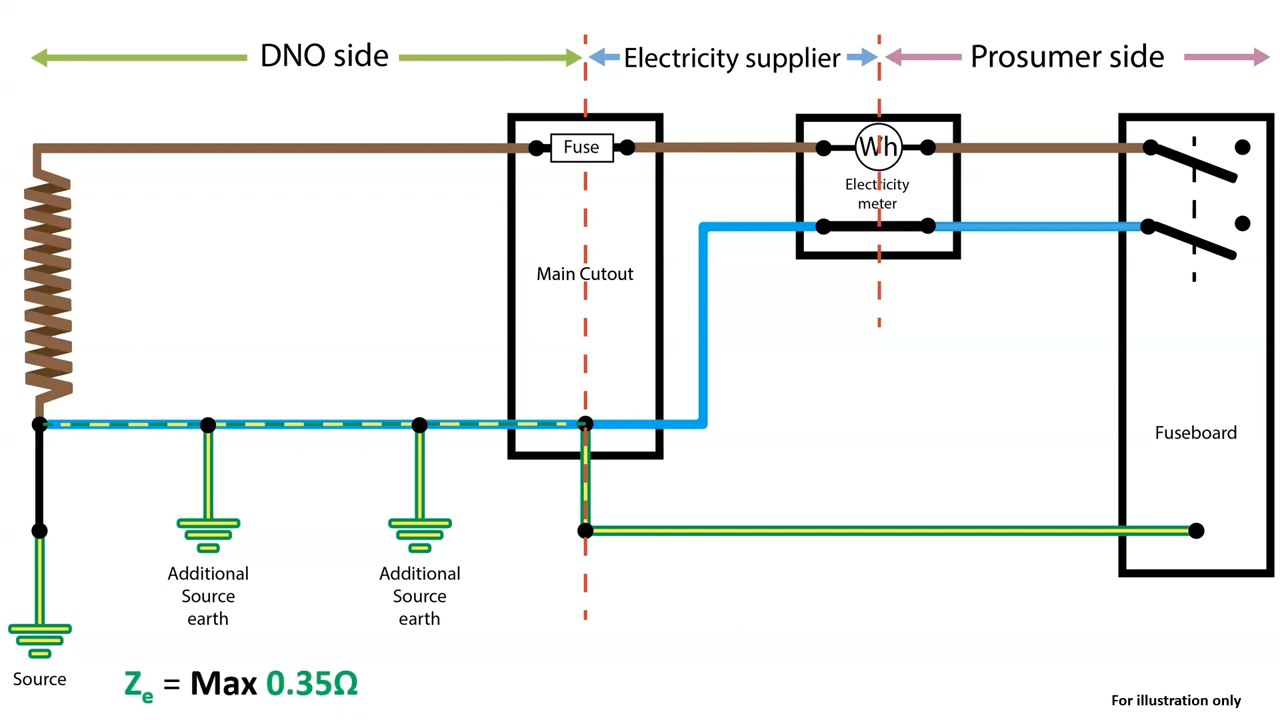 DNO side
Electricity supplier
Prosumer side
Fuse
Wh
Electricity
meter
Main Cutout
Fuseboard
Additional
Source
earth
Additional
Source
earth
Source
Ze = Max 0.35Ω
For illustration only